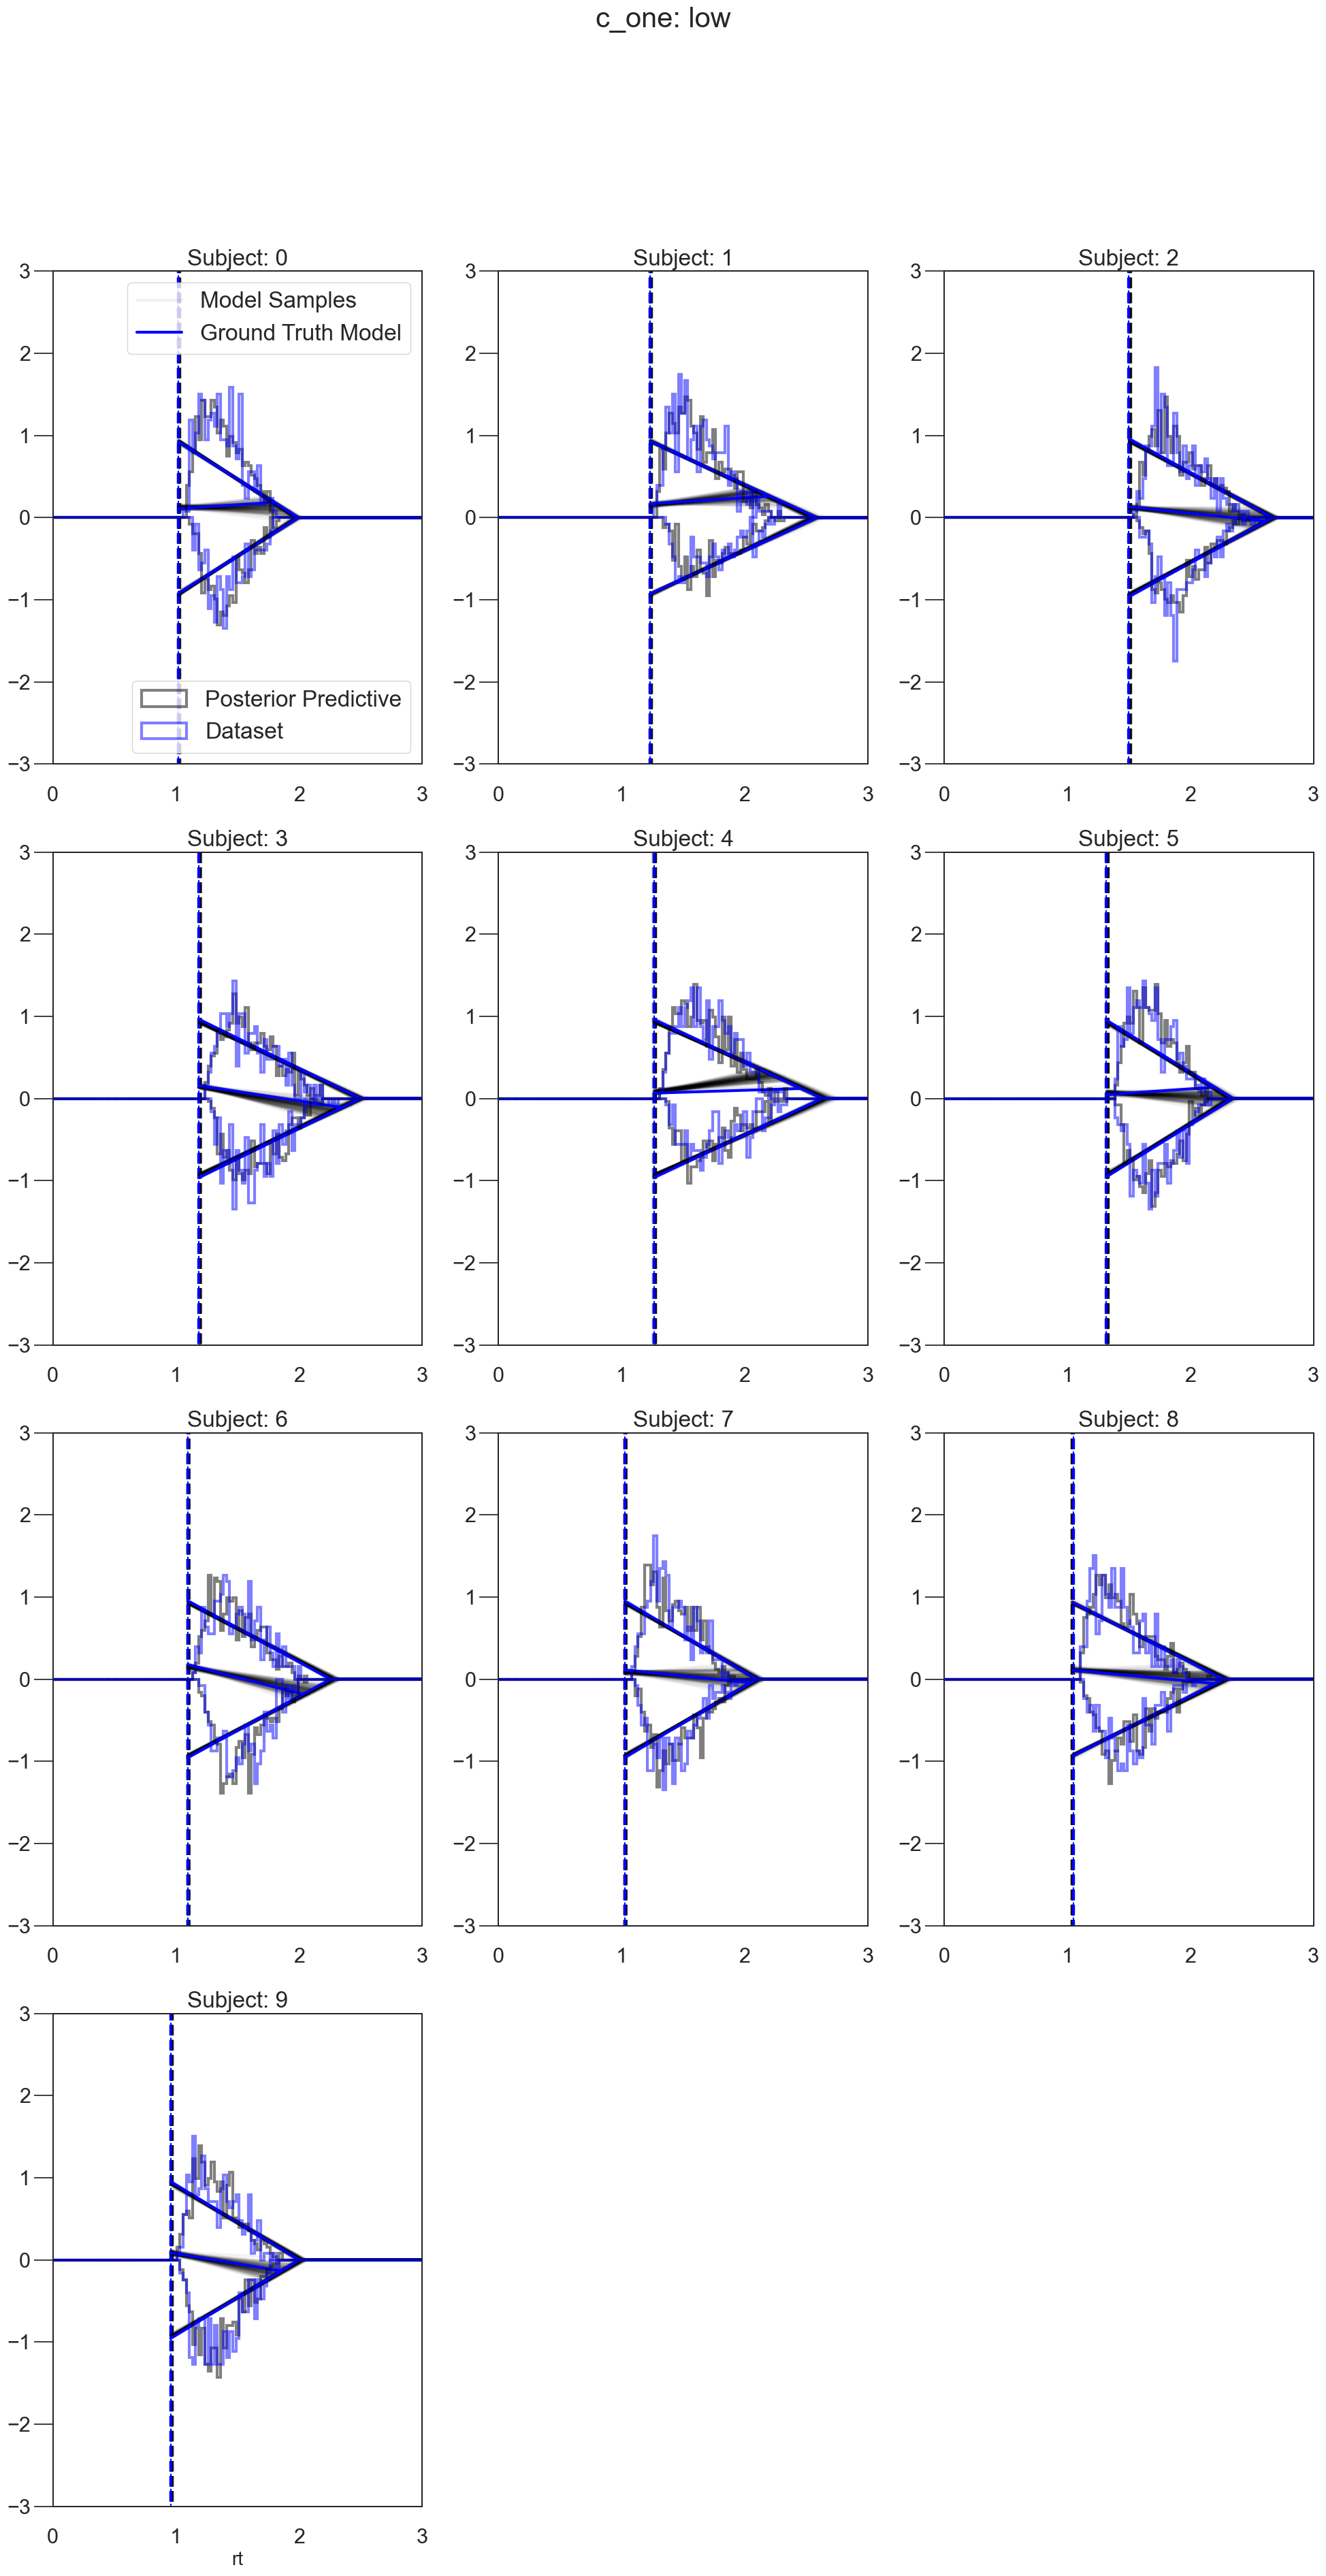 c_one: low
Subject: 0
Subject: 1
Subject: 2
3
2
1
0
−1
−2
−3
Model Samples
Ground Truth Model
Posterior Predictive
Dataset
0 1 2 3
3
2
1
0
−1
−2
−3
0 1 2 3
3
2
1
0
−1
−2
−3
0 1 2 3
Subject: 3
Subject: 4
Subject: 5
3
2
1
0
−1
−2
−3
0 1 2 3
3
2
1
0
−1
−2
−3
0 1 2 3
3
2
1
0
−1
−2
−3
0 1 2 3
Subject: 6
Subject: 7
Subject: 8
3
2
1
0
−1
−2
−3
0 1 2 3
3
2
1
0
−1
−2
−3
0 1 2 3
3
2
1
0
−1
−2
−3
0 1 2 3
Subject: 9
3
2
1
0
−1
−2
−3
0 1 2 3
rt